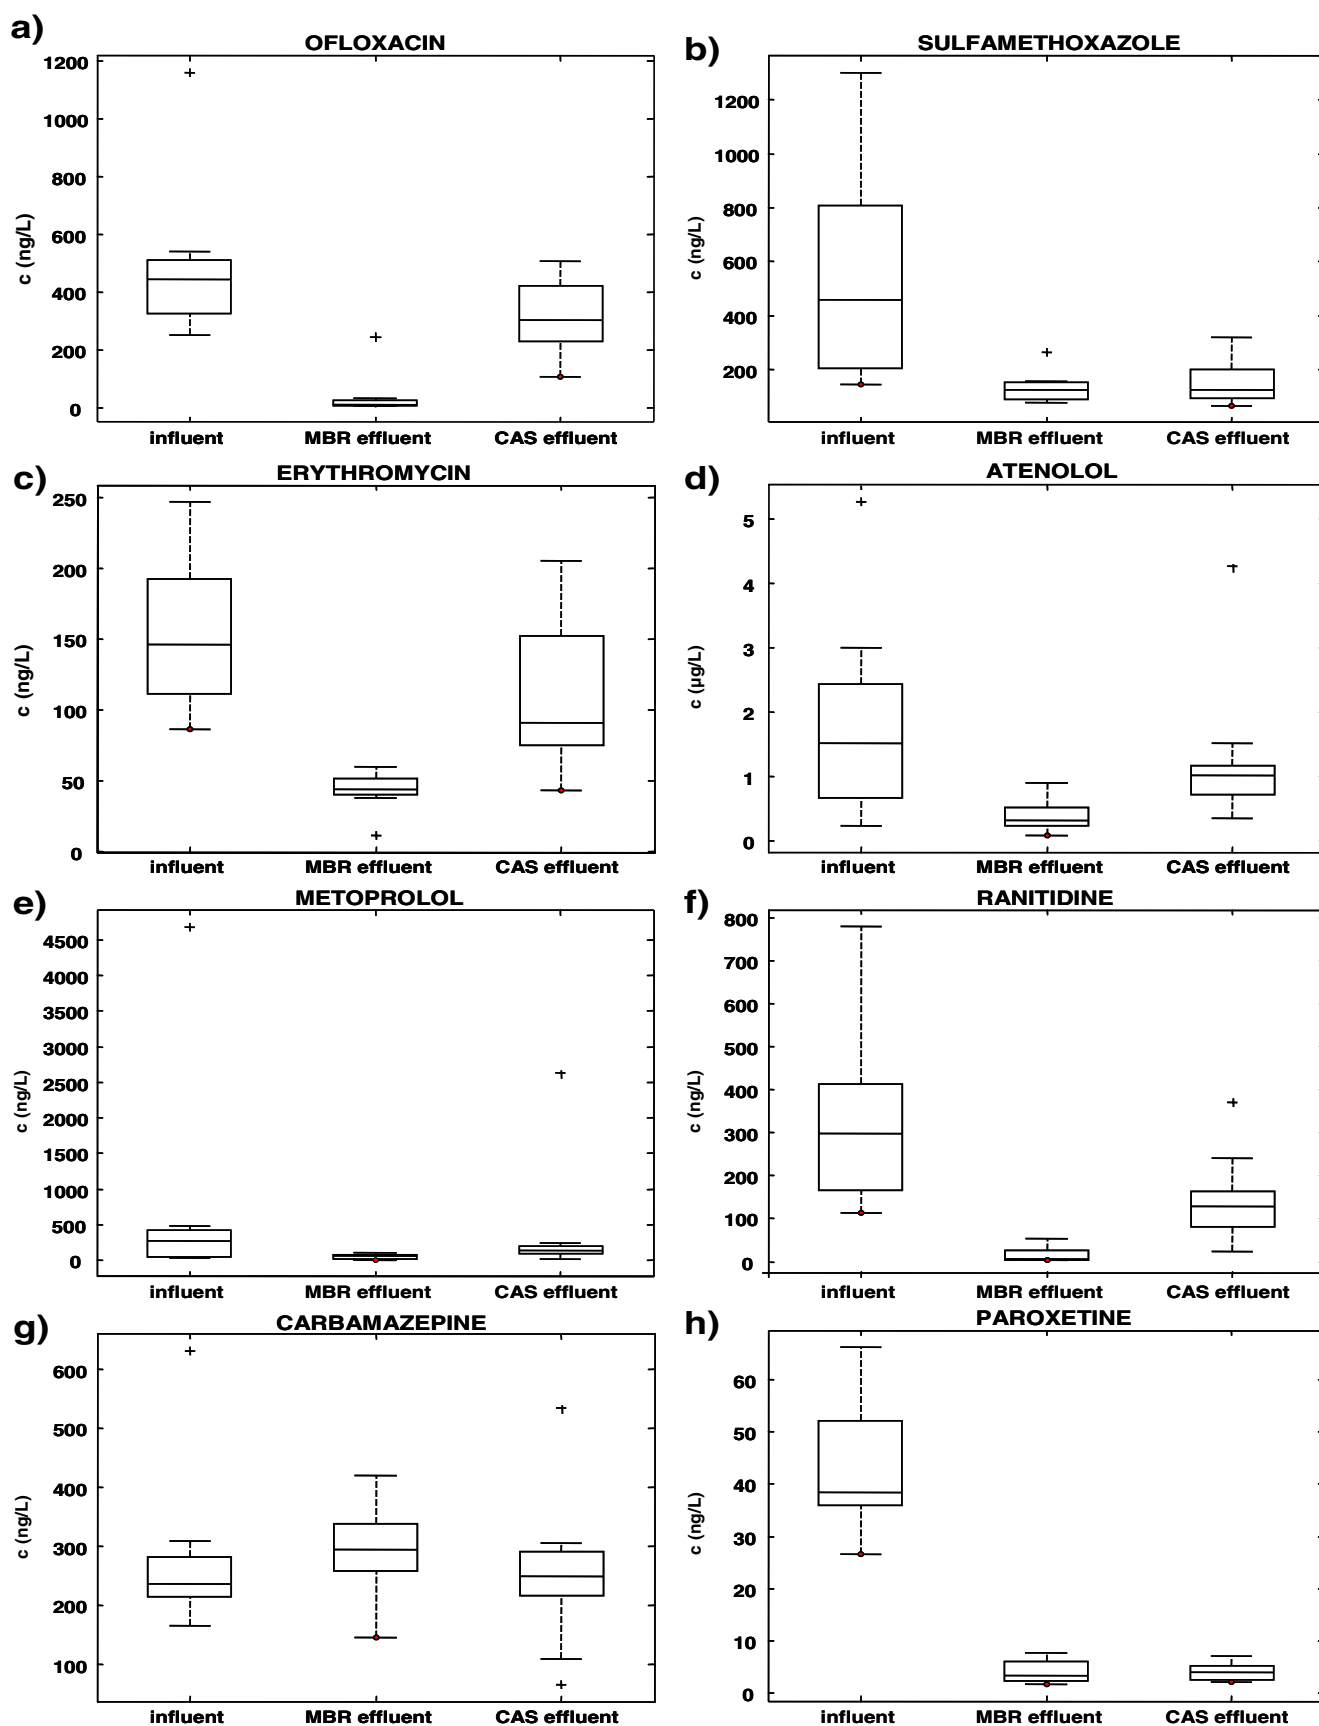 a)
OFLOXACIN
1200
1000
800
600
400
200
0
c (ng/L)
influent MBR effluent CAS effluent
b)
SULFAMETHOXAZOLE
1200
1000
800
600
400
200
c (ng/L)
influent MBR effluent CAS effluent
c)
ERYTHROMYCIN
250
200
150
100
50
0
c (ng/L)
influent MBR effluent CAS effluent
d)
ATENOLOL
5
4
3
2
1
0
c (µg/L)
influent MBR effluent CAS effluent
e)
METOPROLOL
4500
4000
3500
3000
2500
2000
1500
1000
500
0
c (ng/L)
influent MBR effluent CAS effluent
f)
RANITIDINE
800
700
600
500
400
300
200
100
0
c (ng/L)
influent MBR effluent CAS effluent
g)
CARBAMAZEPINE
600
500
400
300
200
100
c (ng/L)
influent MBR effluent CAS effluent
h)
PAROXETINE
60
50
40
30
20
10
0
c (ng/L)
influent MBR effluent CAS effluent